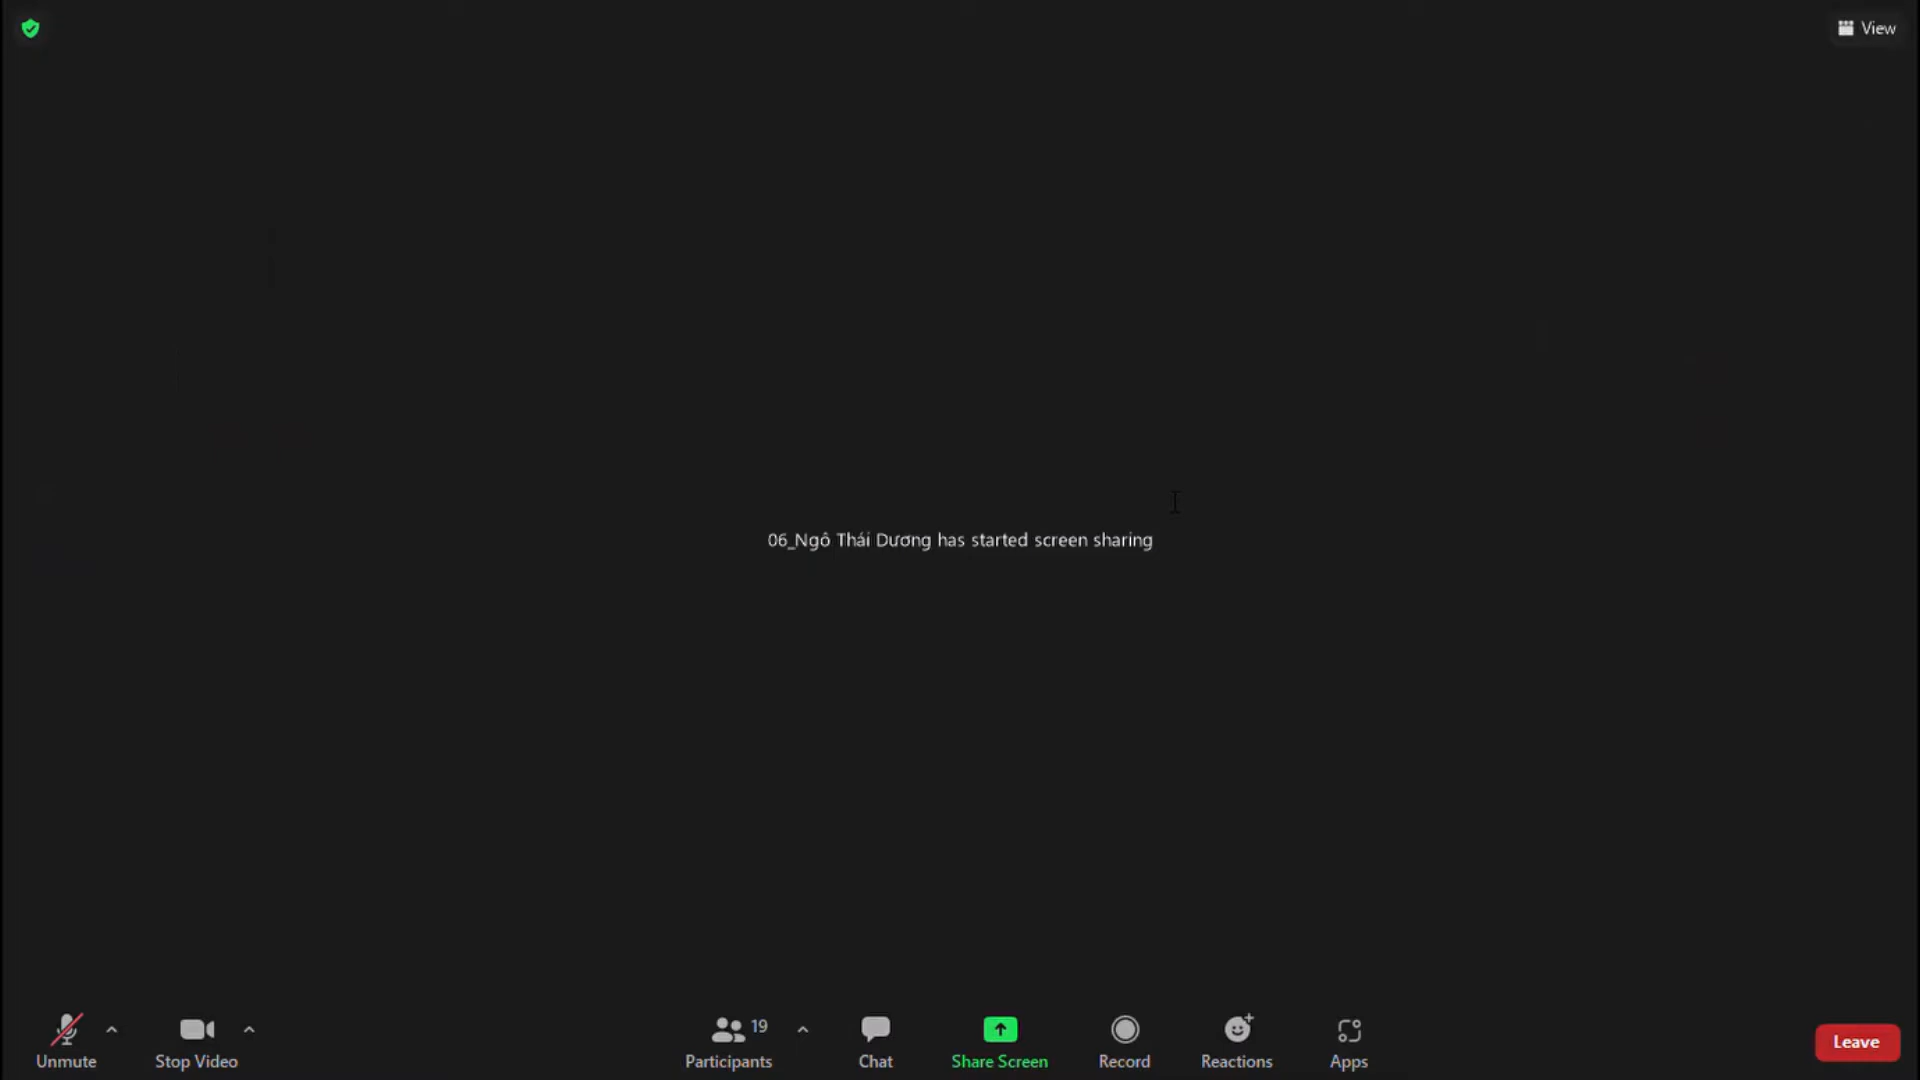 View
06_Ngô Thái Dương has started screen sharing
19
Unmute
Stop Video
Participants
Chat
Share Screen
Record
Reactions
Apps
Leave